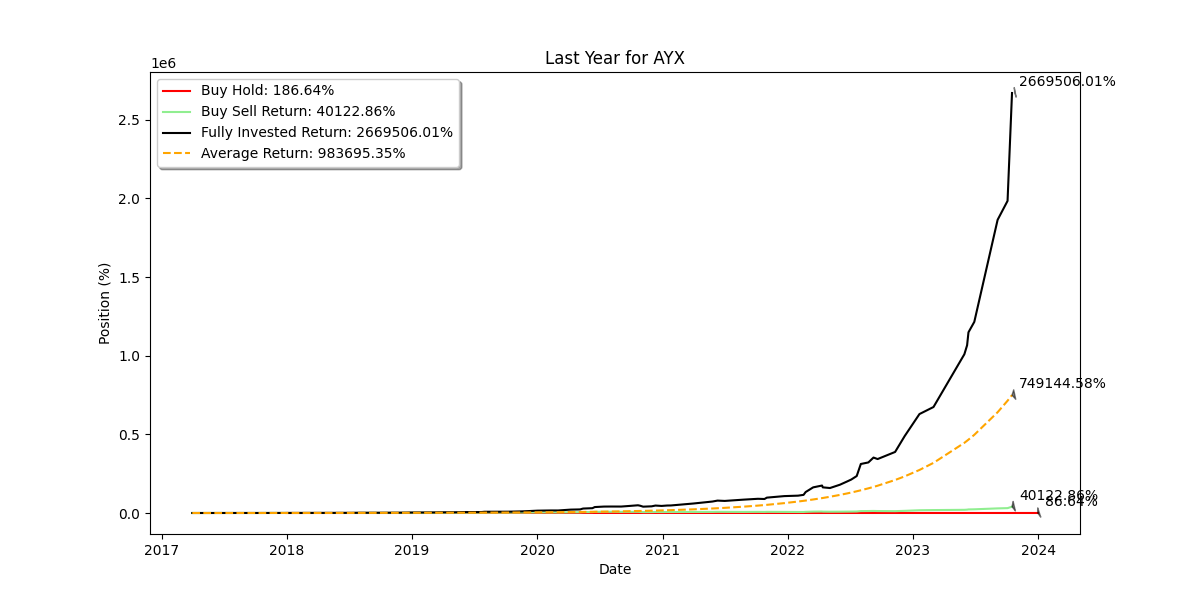 Last Year for AYX
1e6
Buy Hold: 186.64%
Buy Sell Return: 40122.86%
Fully Invested Return: 2669506.01%
Average Return: 983695.35%
2669506.01%
749144.58%
40122.86%
86.64%
Position (%)
2.5
2.0
1.5
1.0
0.5
0.0
2017 2018 2019 2020 2021 2022 2023 2024
Date